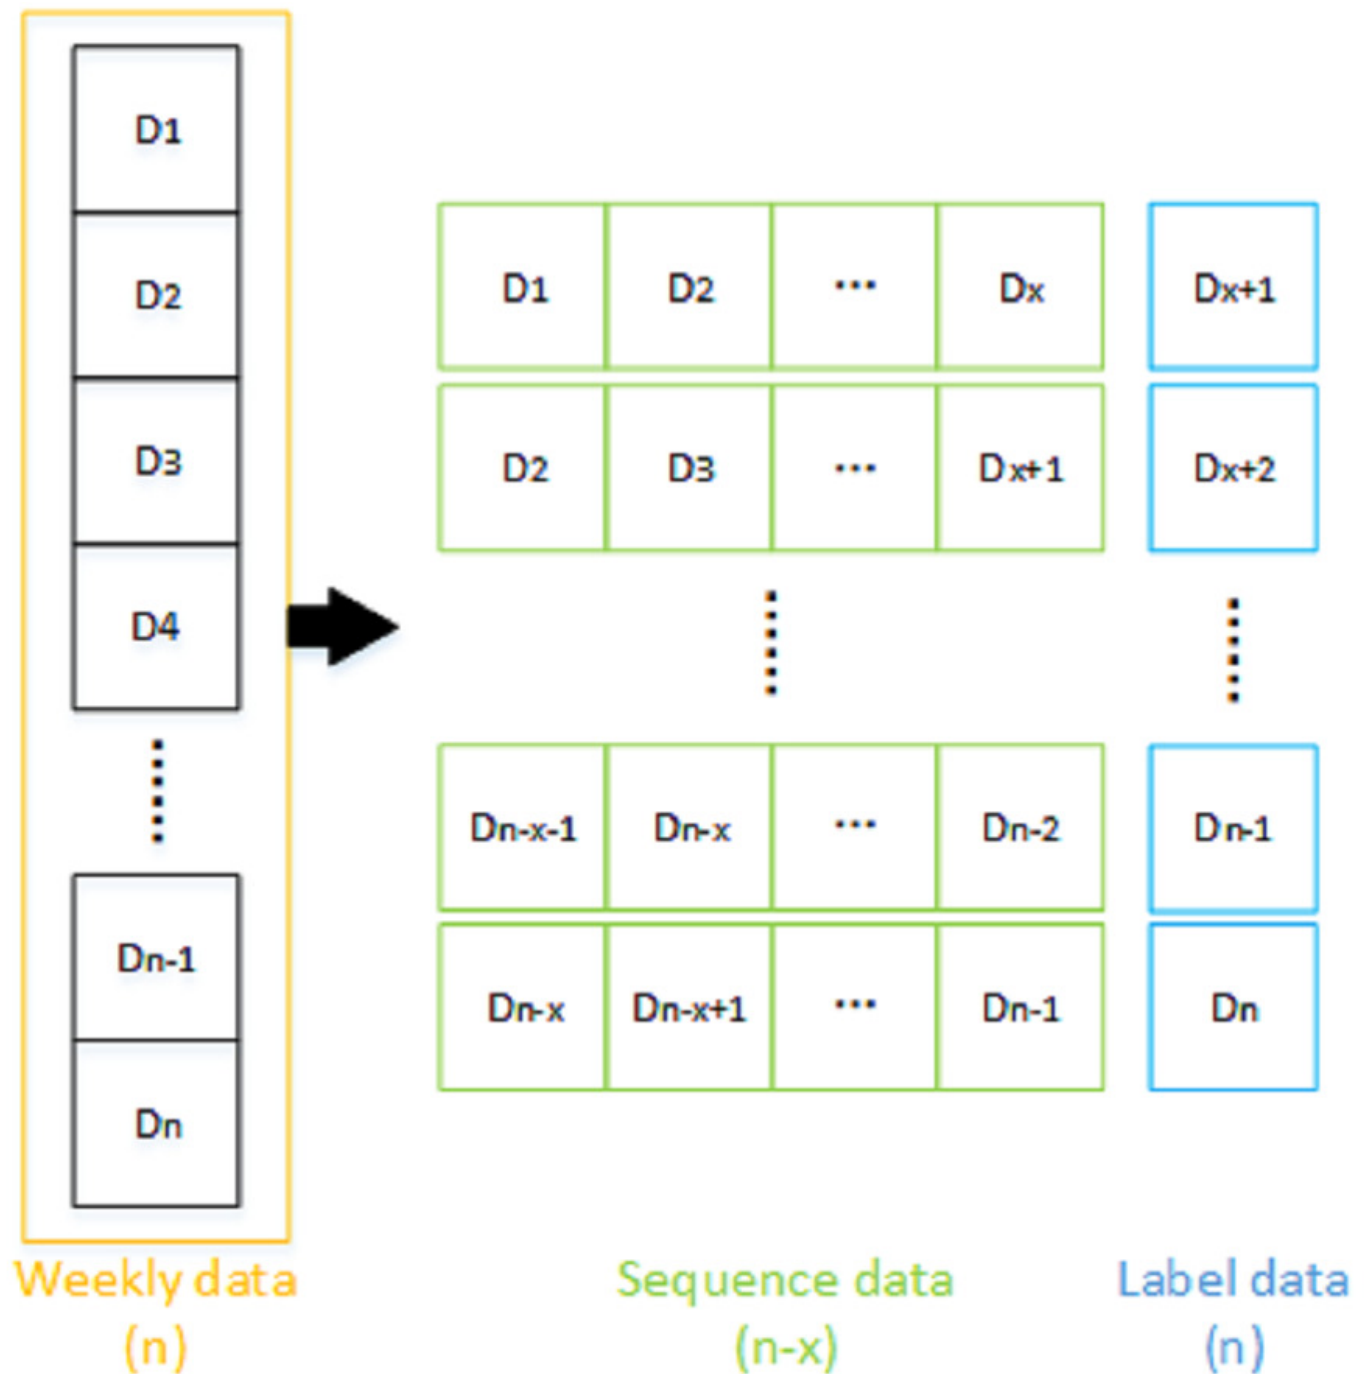 D1
D2
D3
D4
Dn-1
Dn
Weekly data
(n)
D1 D2 ... Dx
D2 D3 ... Dx+1
Dn-x-1 Dn-x ... Dn-2
Dn-x Dn-x+1 ... Dn-1
Sequence data
(n-x)
Dx+1
Dx+2
Dn-1
Dn
Label data
(n)